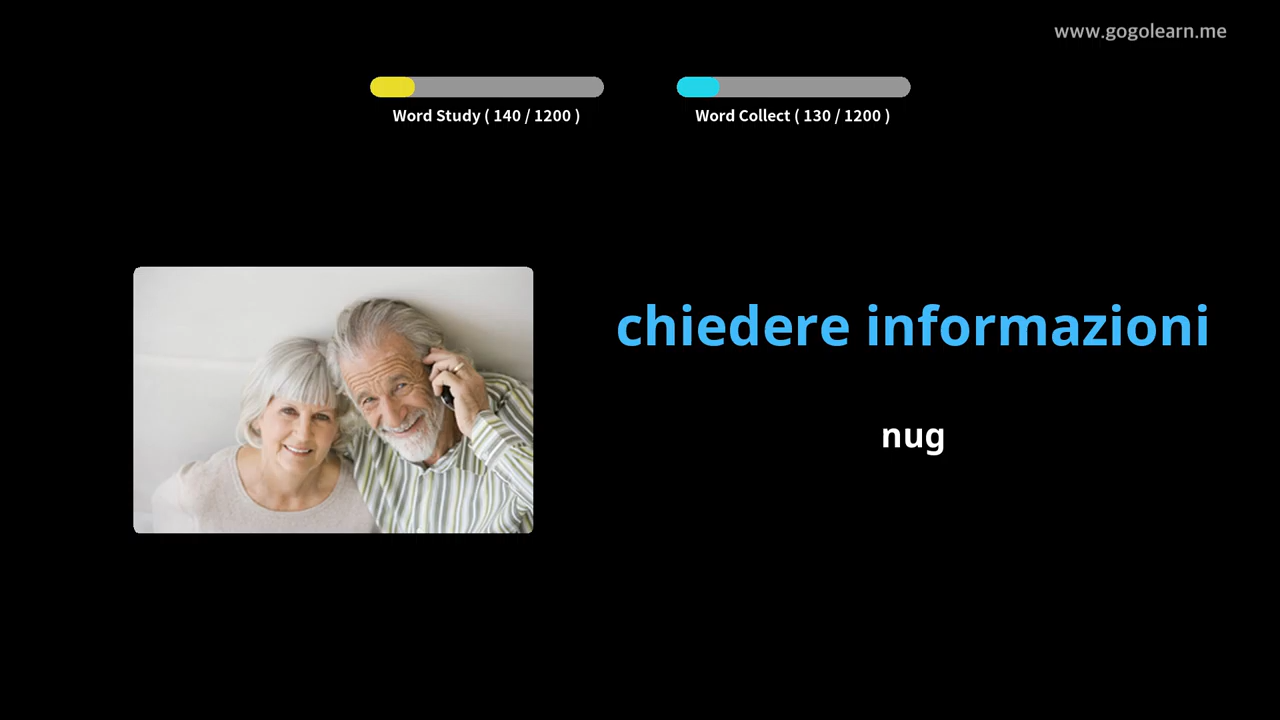 www.gogolearn.me
Word Study ( 140 / 1200 )
Word Collect ( 130 / 1200 )
chiedere informazioni
nug